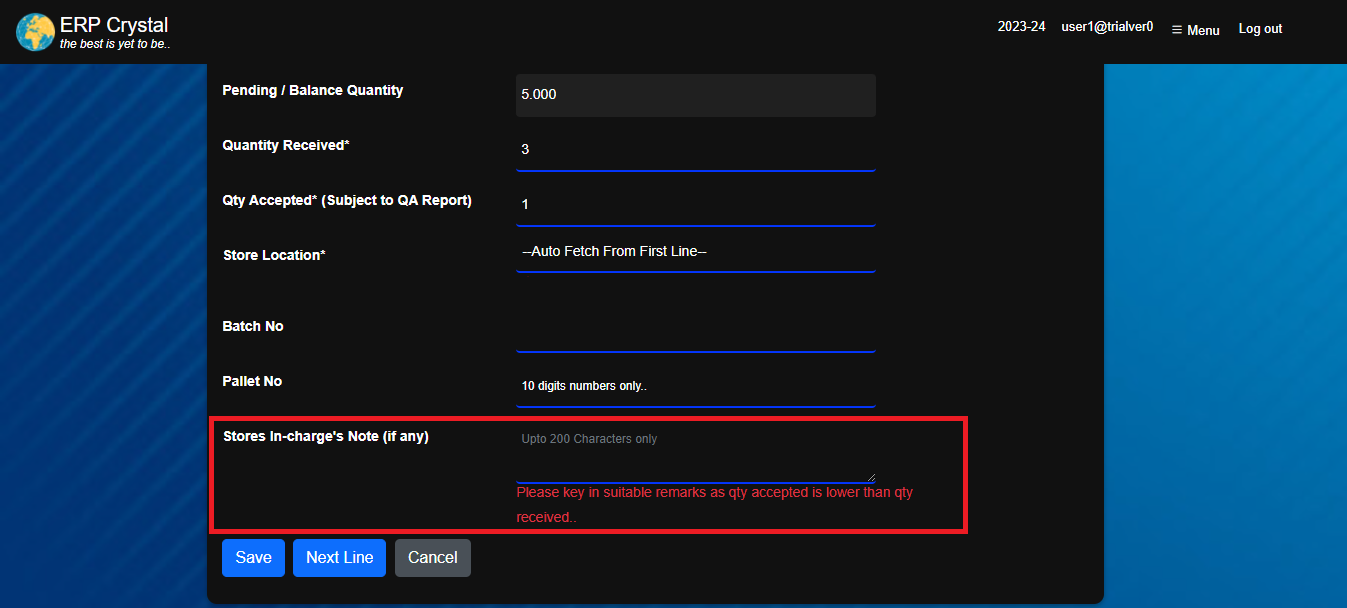 ERP Crystal
the best is yet to be..
2023-24 user1@trialver0 ☰ Menu Log out
Pending / Balance Quantity 5.000
Quantity Received* 3
Qty Accepted* (Subject to QA Report) 1
Store Location* --Auto Fetch From First Line--
Batch No
Pallet No 10 digits numbers only..
Stores In-charge's Note (if any) Upto 200 Characters only
Please key in suitable remarks as qty accepted is lower than qty
received..
Save Next Line Cancel